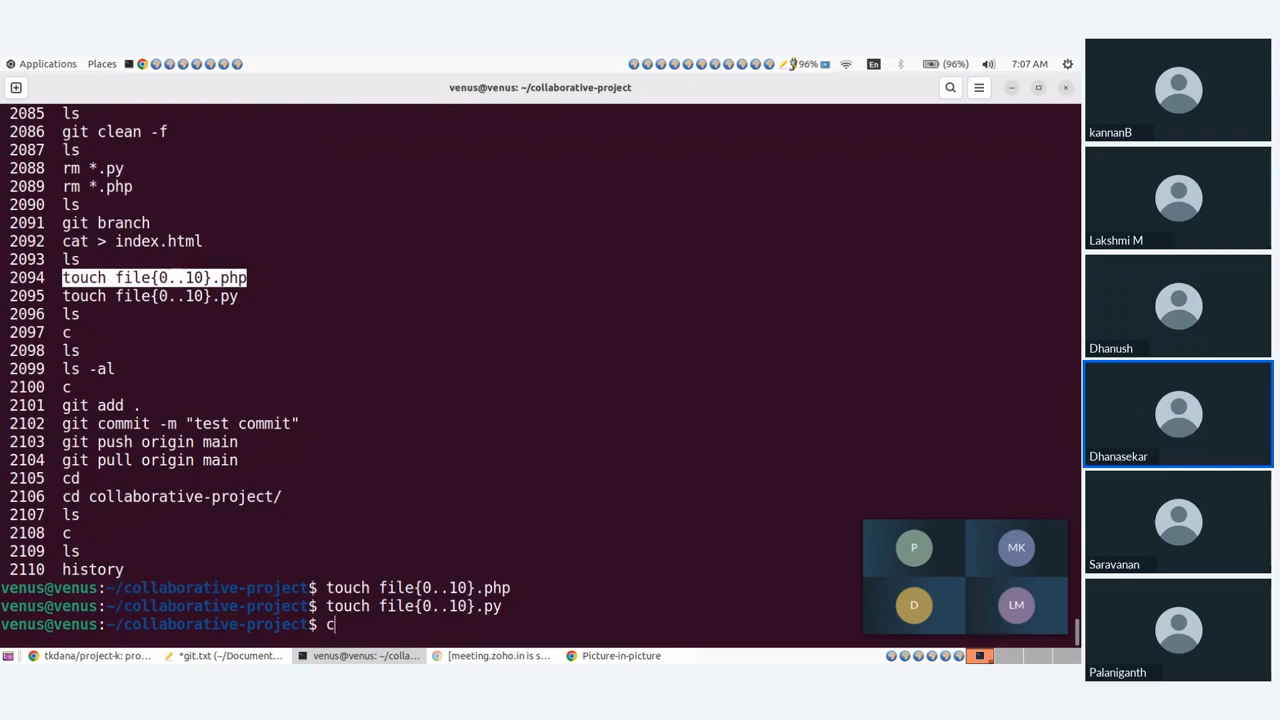 Applications Places 96% En (96%) 7:07 AM
venus@venus: ~/collaborative-project
2085 ls
2086 git clean -f
2087 ls
2088 rm *.py
2089 rm *.php
2090 ls
2091 git branch
2092 cat > index.html
2093 ls
2094 touch file{0..10}.php
2095 touch file{0..10}.py
2096 ls
2097 c
2098 ls
2099 ls -al
2100 c
2101 git add .
2102 git commit -m "test commit"
2103 git push origin main
2104 git pull origin main
2105 cd
2106 cd collaborative-project/
2107 ls
2108 c
2109 ls
2110 history
venus@venus:~/collaborative-project$ touch file{0..10}.php
venus@venus:~/collaborative-project$ touch file{0..10}.py
venus@venus:~/collaborative-project$ c
P MK
D LM
tkdana/project-k: pro... *git.txt (~/Document... venus@venus: ~/colla... [meeting.zoho.in is s... Picture-in-picture
kannanB
Lakshmi M
Dhanush
Dhanasekar
Saravanan
Palaniganth